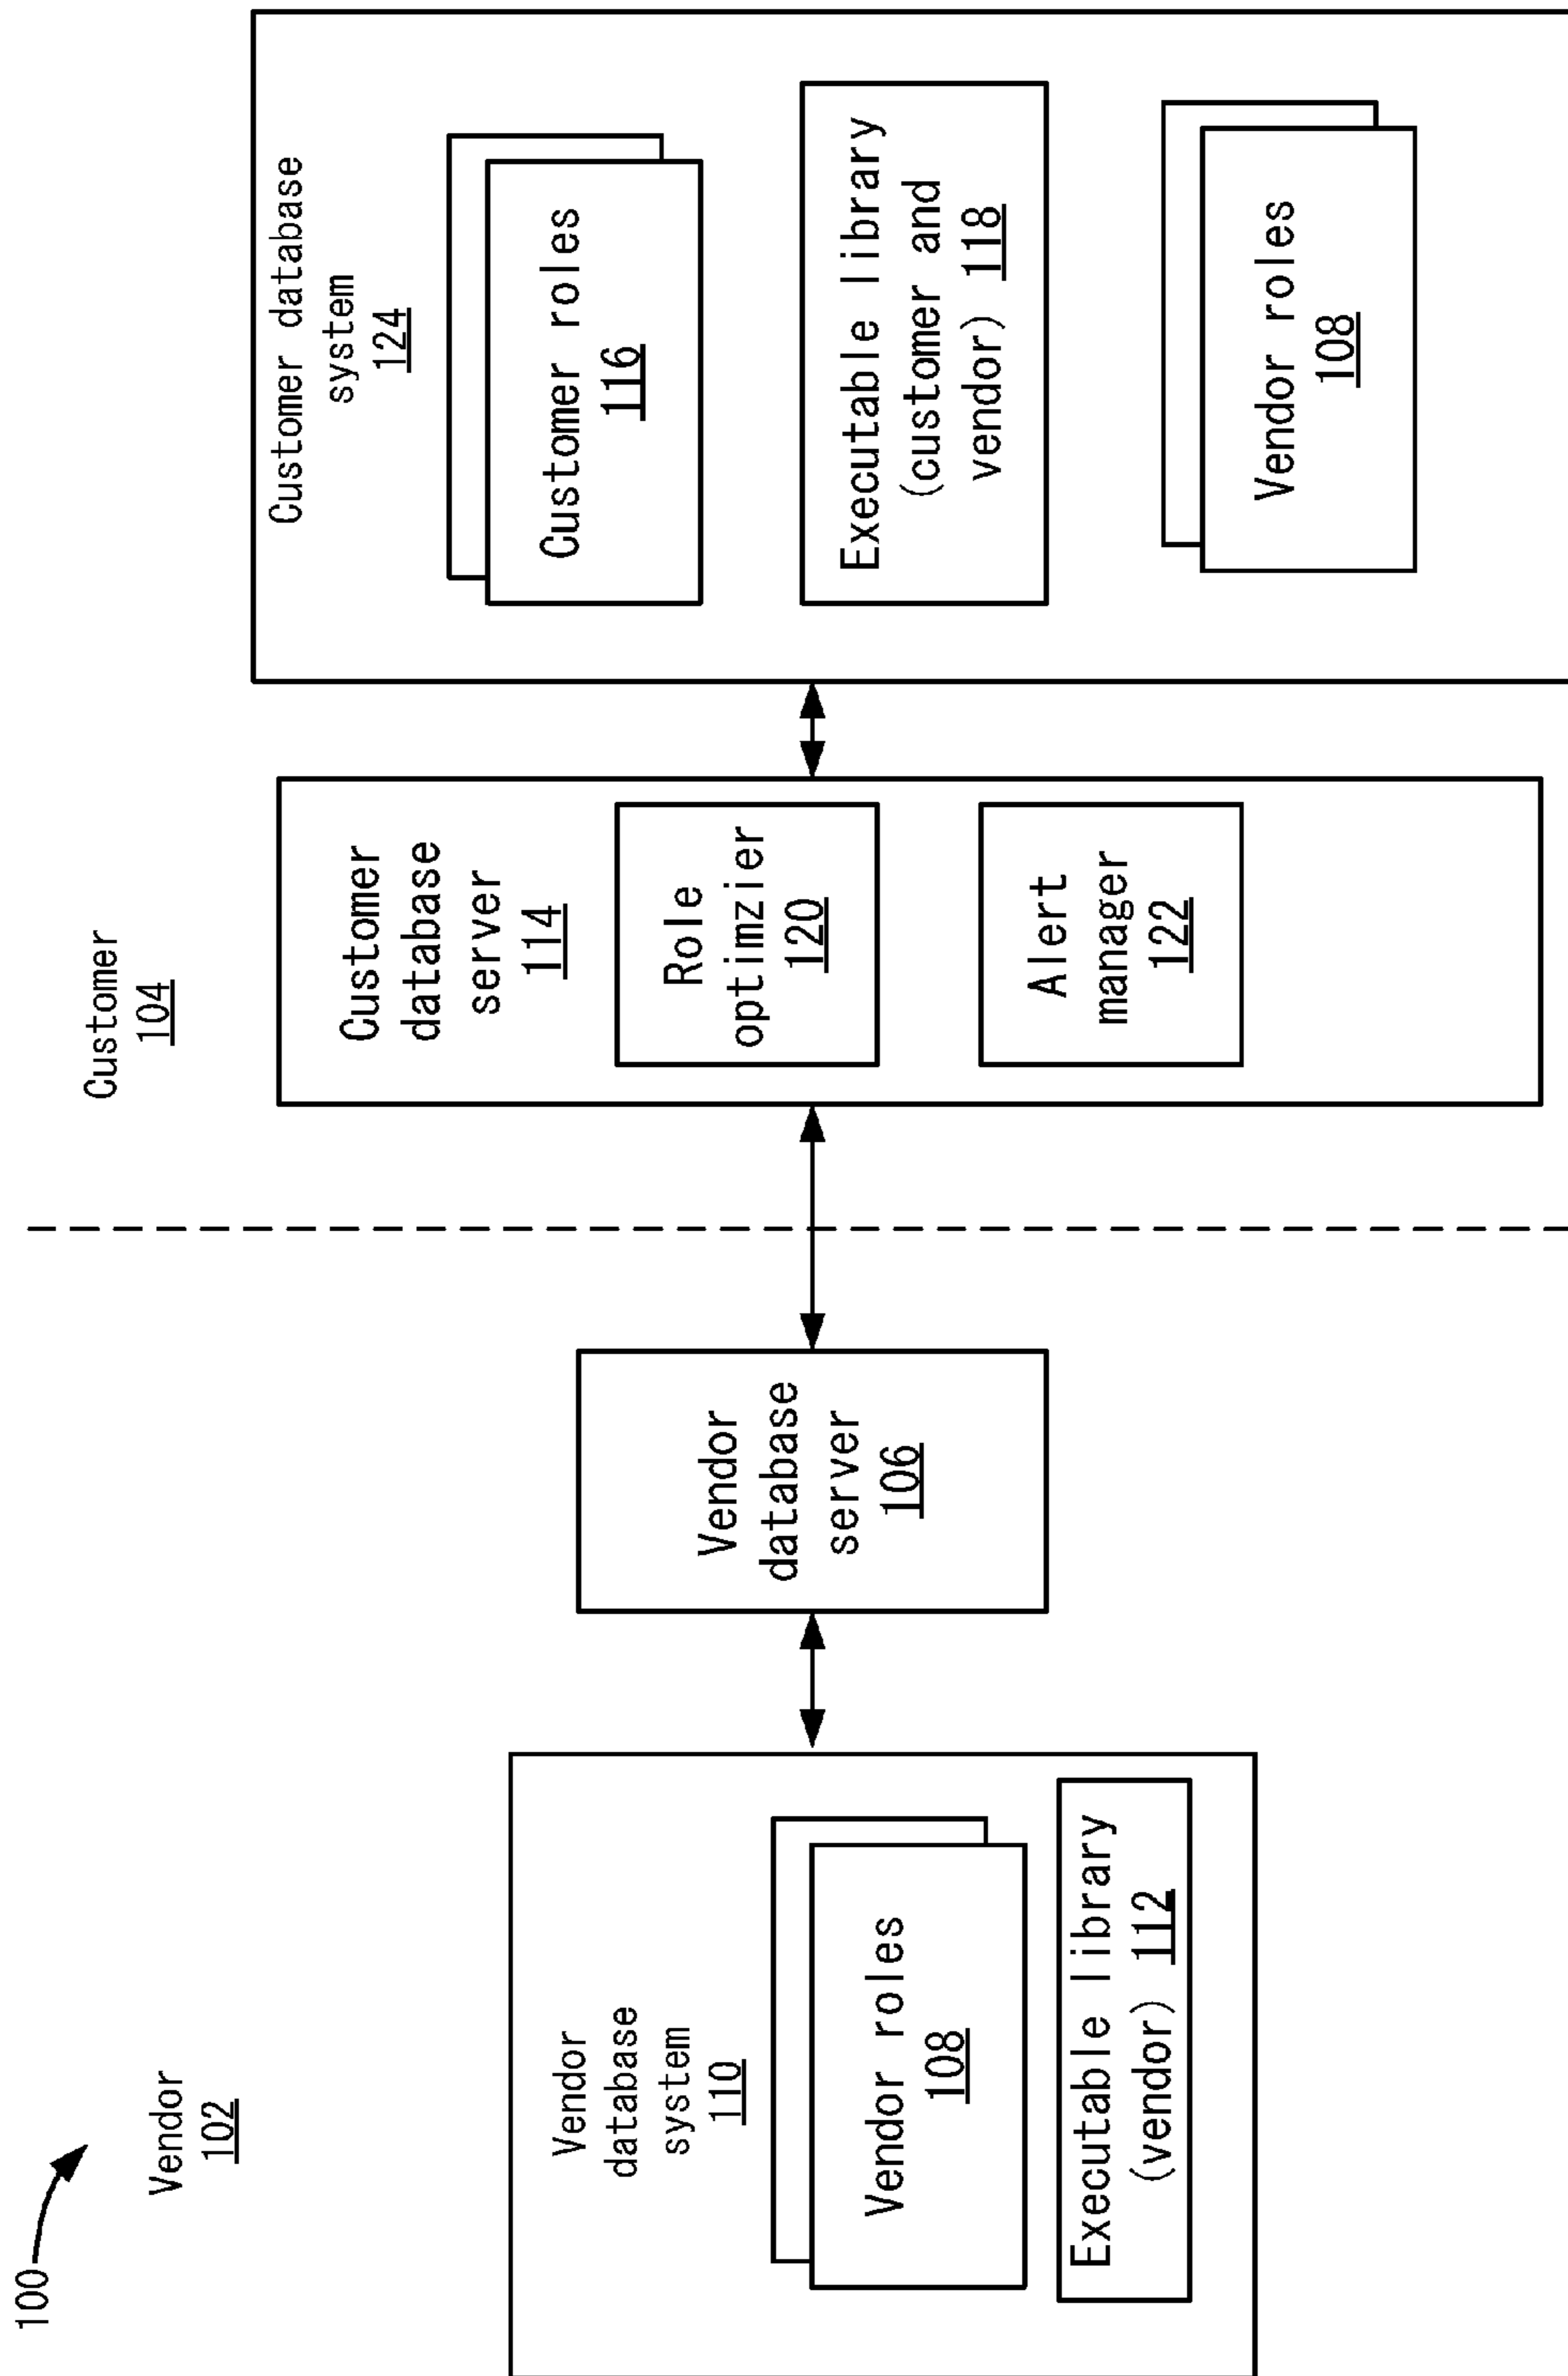 100
Vendor
102
Vendor
database
system
110
Vendor roles
108
Executable library
(vendor) 112
Vendor
database
server
106
Customer
104
Customer
database
server
114
Role
optimzier
120
Alert
manager
122
Customer database
system
124
Customer roles
116
Executable library
(customer and
vendor) 118
Vendor roles
108